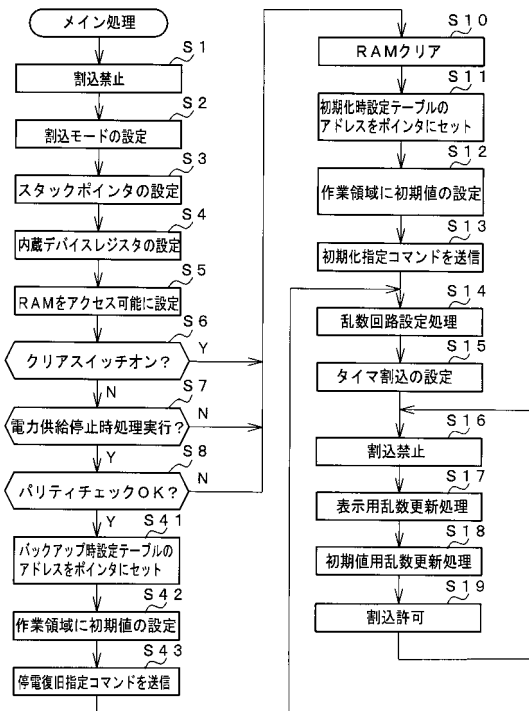 メイン処理
S1
割込禁止
S2
割込モードの設定
S3
スタックポインタの設定
S4
内蔵デバイスレジスタの設定
S5
RAMをアクセス可能に設定
S6
クリアスイッチオン?
Y
N
S7
電力供給停止時処理実行?
N
Y
S8
パリティチェックOK?
N
Y
S41
バックアップ時設定テーブルの
アドレスをポインタにセット
S42
作業領域に初期値の設定
S43
停電復旧指定コマンドを送信
S10
RAMクリア
S11
初期化時設定テーブルの
アドレスをポインタにセット
S12
作業領域に初期値の設定
S13
初期化指定コマンドを送信
S14
乱数回路設定処理
S15
タイマ割込の設定
S16
割込禁止
S17
表示用乱数更新処理
S18
初期値用乱数更新処理
S19
割込許可